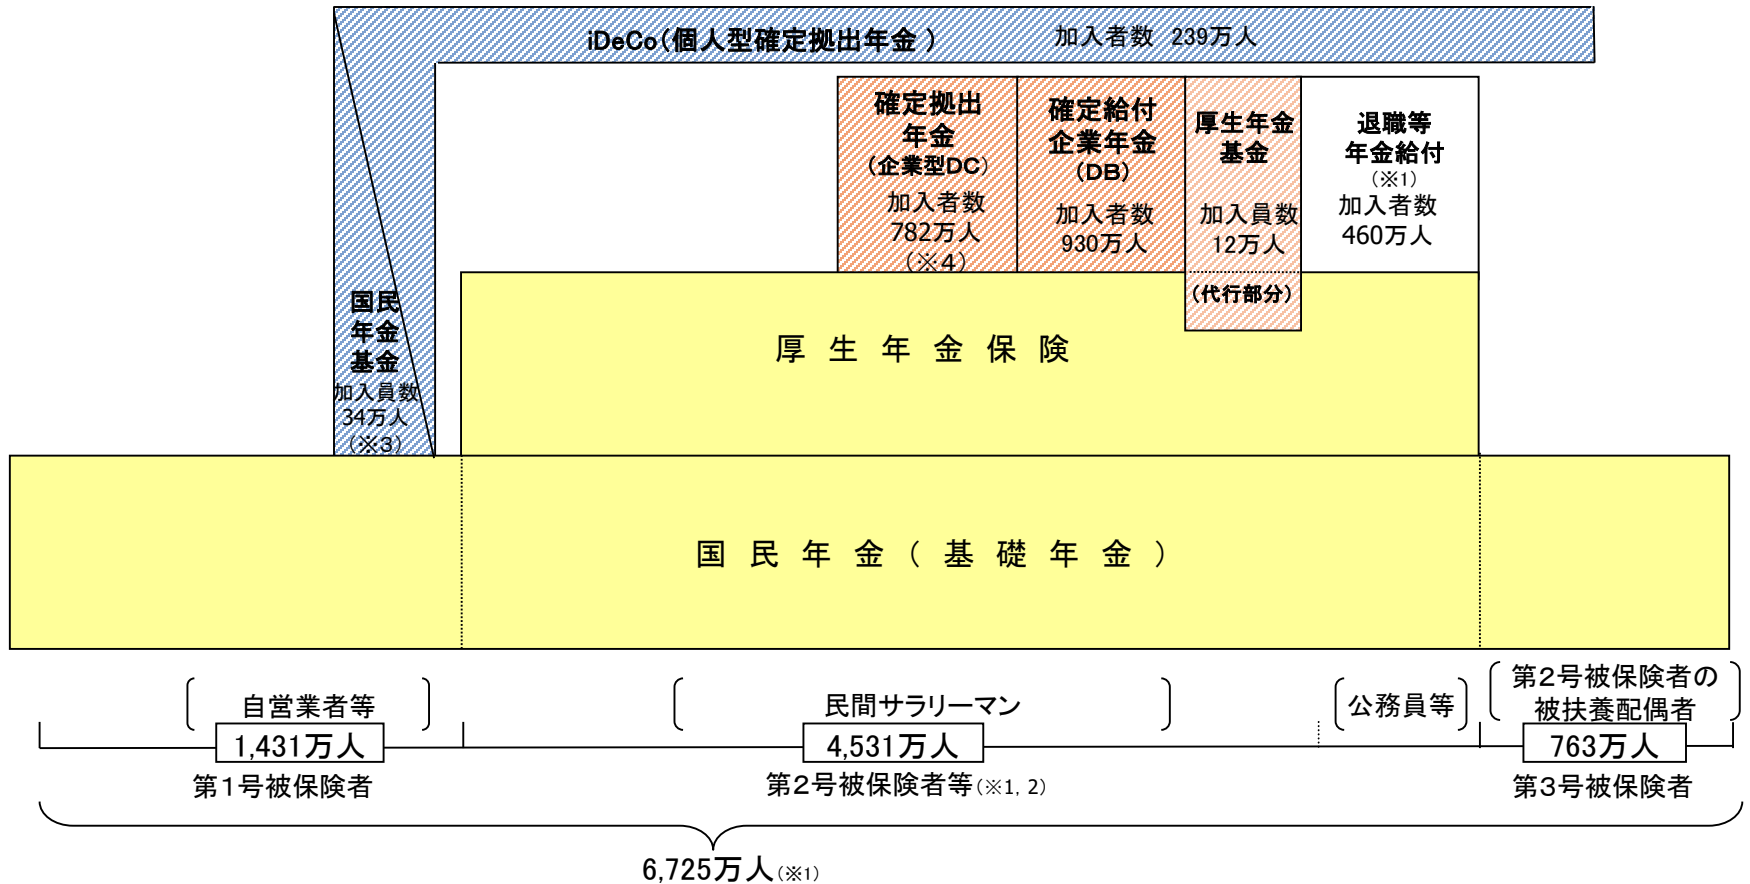 iDeCo(個人型確定拠出年金 ) 加入者数 239万人
確定拠出
年金
(企業型DC)
加入者数
782万人
(※4)
確定給付
企業年金
(DB)
加入者数
930万人
厚生年金
基金
加入員数
12万人
(代行部分)
退職等
年金給付
(※1)
加入者数
460万人
国民
年金
基金
加入員数
34万人
(※3)
厚生年金保険
国民年金(基礎年金)
自営業者等
1,431万人
第1号被保険者
民間サラリーマン
4,531万人
第2号被保険者等(※1, 2)
公務員等
第2号被保険者の
被扶養配偶者
763万人
第3号被保険者
6,725万人(※1)